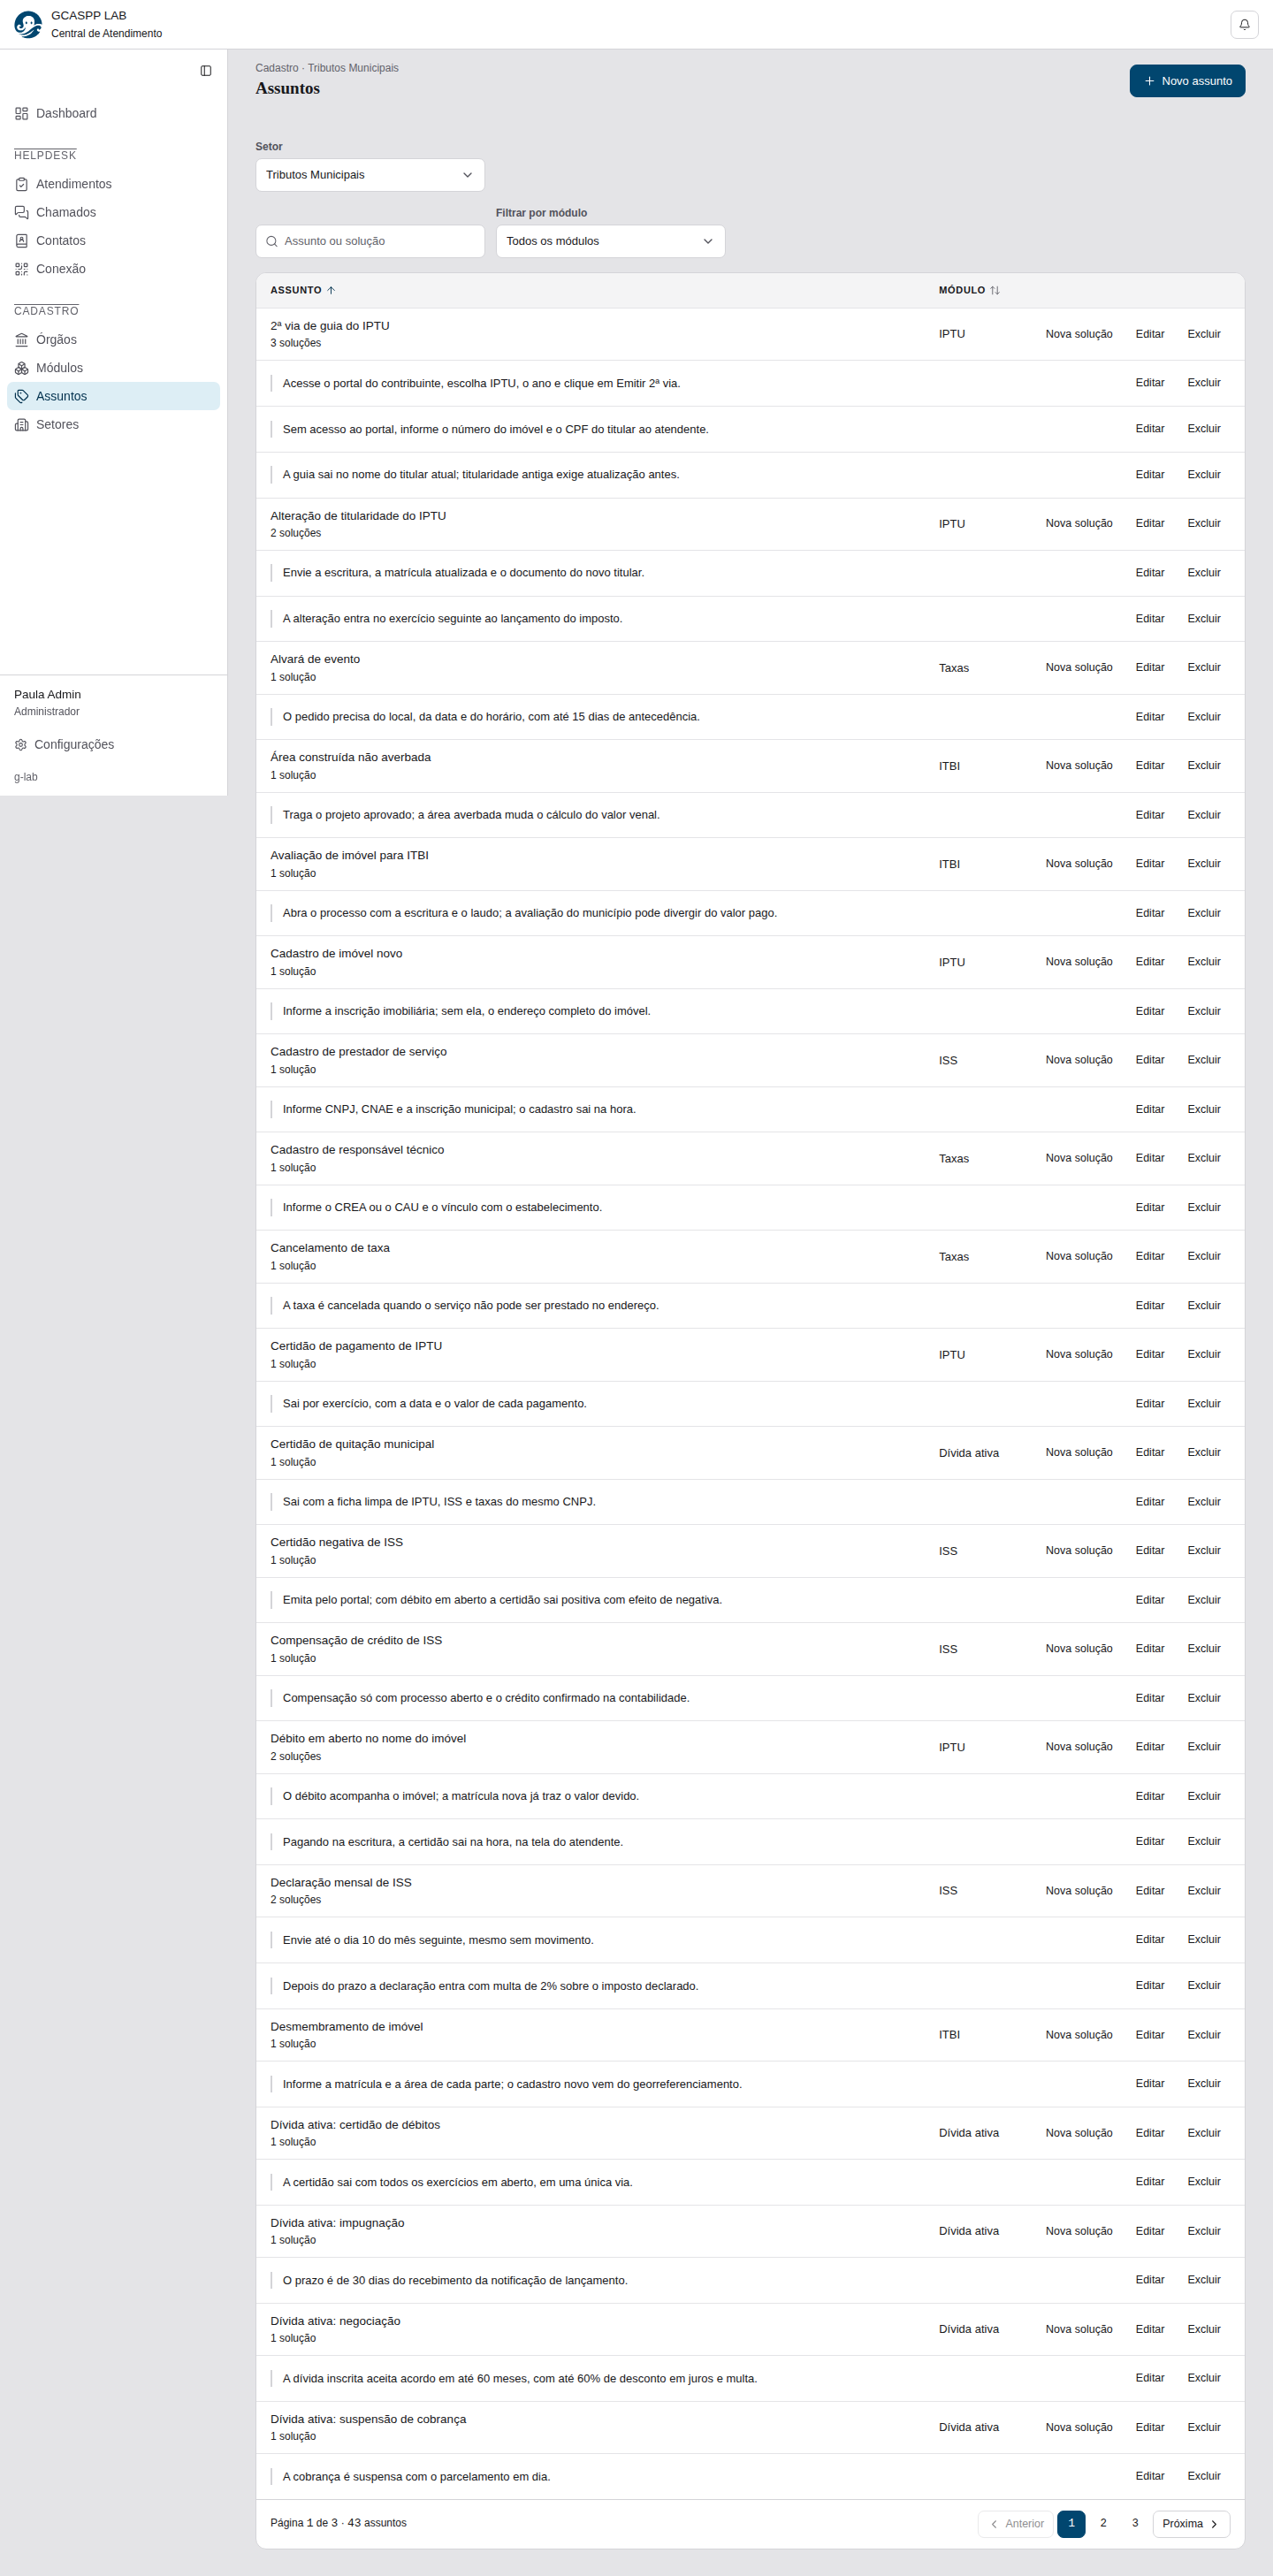 GCASPP LAB
Central de Atendimento
Dashboard
HELPDESK
Atendimentos
Chamados
Contatos
Conexão
CADASTRO
Órgãos
Módulos
Assuntos
Setores
Paula Admin
Administrador
Configurações
g-lab
Cadastro · Tributos Municipais
Assuntos
Novo assunto
Setor
Tributos Municipais
Filtrar por módulo
Assunto ou solução
Todos os módulos
ASSUNTO MÓDULO
2ª via de guia do IPTU
3 soluções
IPTU Nova solução Editar Excluir
Acesse o portal do contribuinte, escolha IPTU, o ano e clique em Emitir 2ª via. Editar Excluir
Sem acesso ao portal, informe o número do imóvel e o CPF do titular ao atendente. Editar Excluir
A guia sai no nome do titular atual; titularidade antiga exige atualização antes. Editar Excluir
Alteração de titularidade do IPTU
2 soluções
IPTU Nova solução Editar Excluir
Envie a escritura, a matrícula atualizada e o documento do novo titular. Editar Excluir
A alteração entra no exercício seguinte ao lançamento do imposto. Editar Excluir
Alvará de evento
1 solução
Taxas Nova solução Editar Excluir
O pedido precisa do local, da data e do horário, com até 15 dias de antecedência. Editar Excluir
Área construída não averbada
1 solução
ITBI Nova solução Editar Excluir
Traga o projeto aprovado; a área averbada muda o cálculo do valor venal. Editar Excluir
Avaliação de imóvel para ITBI
1 solução
ITBI Nova solução Editar Excluir
Abra o processo com a escritura e o laudo; a avaliação do município pode divergir do valor pago. Editar Excluir
Cadastro de imóvel novo
1 solução
IPTU Nova solução Editar Excluir
Informe a inscrição imobiliária; sem ela, o endereço completo do imóvel. Editar Excluir
Cadastro de prestador de serviço
1 solução
ISS Nova solução Editar Excluir
Informe CNPJ, CNAE e a inscrição municipal; o cadastro sai na hora. Editar Excluir
Cadastro de responsável técnico
1 solução
Taxas Nova solução Editar Excluir
Informe o CREA ou o CAU e o vínculo com o estabelecimento. Editar Excluir
Cancelamento de taxa
1 solução
Taxas Nova solução Editar Excluir
A taxa é cancelada quando o serviço não pode ser prestado no endereço. Editar Excluir
Certidão de pagamento de IPTU
1 solução
IPTU Nova solução Editar Excluir
Sai por exercício, com a data e o valor de cada pagamento. Editar Excluir
Certidão de quitação municipal
1 solução
Dívida ativa Nova solução Editar Excluir
Sai com a ficha limpa de IPTU, ISS e taxas do mesmo CNPJ. Editar Excluir
Certidão negativa de ISS
1 solução
ISS Nova solução Editar Excluir
Emita pelo portal; com débito em aberto a certidão sai positiva com efeito de negativa. Editar Excluir
Compensação de crédito de ISS
1 solução
ISS Nova solução Editar Excluir
Compensação só com processo aberto e o crédito confirmado na contabilidade. Editar Excluir
Débito em aberto no nome do imóvel
2 soluções
IPTU Nova solução Editar Excluir
O débito acompanha o imóvel; a matrícula nova já traz o valor devido. Editar Excluir
Pagando na escritura, a certidão sai na hora, na tela do atendente. Editar Excluir
Declaração mensal de ISS
2 soluções
ISS Nova solução Editar Excluir
Envie até o dia 10 do mês seguinte, mesmo sem movimento. Editar Excluir
Depois do prazo a declaração entra com multa de 2% sobre o imposto declarado. Editar Excluir
Desmembramento de imóvel
1 solução
ITBI Nova solução Editar Excluir
Informe a matrícula e a área de cada parte; o cadastro novo vem do georreferenciamento. Editar Excluir
Dívida ativa: certidão de débitos
1 solução
Dívida ativa Nova solução Editar Excluir
A certidão sai com todos os exercícios em aberto, em uma única via. Editar Excluir
Dívida ativa: impugnação
1 solução
Dívida ativa Nova solução Editar Excluir
O prazo é de 30 dias do recebimento da notificação de lançamento. Editar Excluir
Dívida ativa: negociação
1 solução
Dívida ativa Nova solução Editar Excluir
A dívida inscrita aceita acordo em até 60 meses, com até 60% de desconto em juros e multa. Editar Excluir
Dívida ativa: suspensão de cobrança
1 solução
Dívida ativa Nova solução Editar Excluir
A cobrança é suspensa com o parcelamento em dia. Editar Excluir
Página 1 de 3 · 43 assuntos Anterior 1 2 3 Próxima